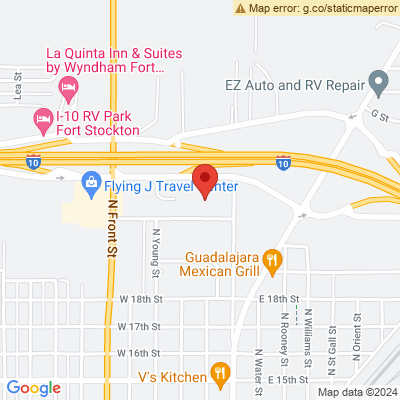 Map error: g.co/staticmaperror
La Quinta Inn & Suites
by Wyndham Fort...
Lea St
EZ Auto and RV Repair
G St
I-10 RV Park
Fort Stockton
10
10
10
Flying J Travel Center
N Front St
N Young St
Guadalajara
Mexican Grill
W 18th St
E 18th St
W 17th St
N Rooney St
N Williams St
N St Gall St
N Orient St
W 16th St
N Water St
V's Kitchen
E 15th St
Google
Map data ©2024